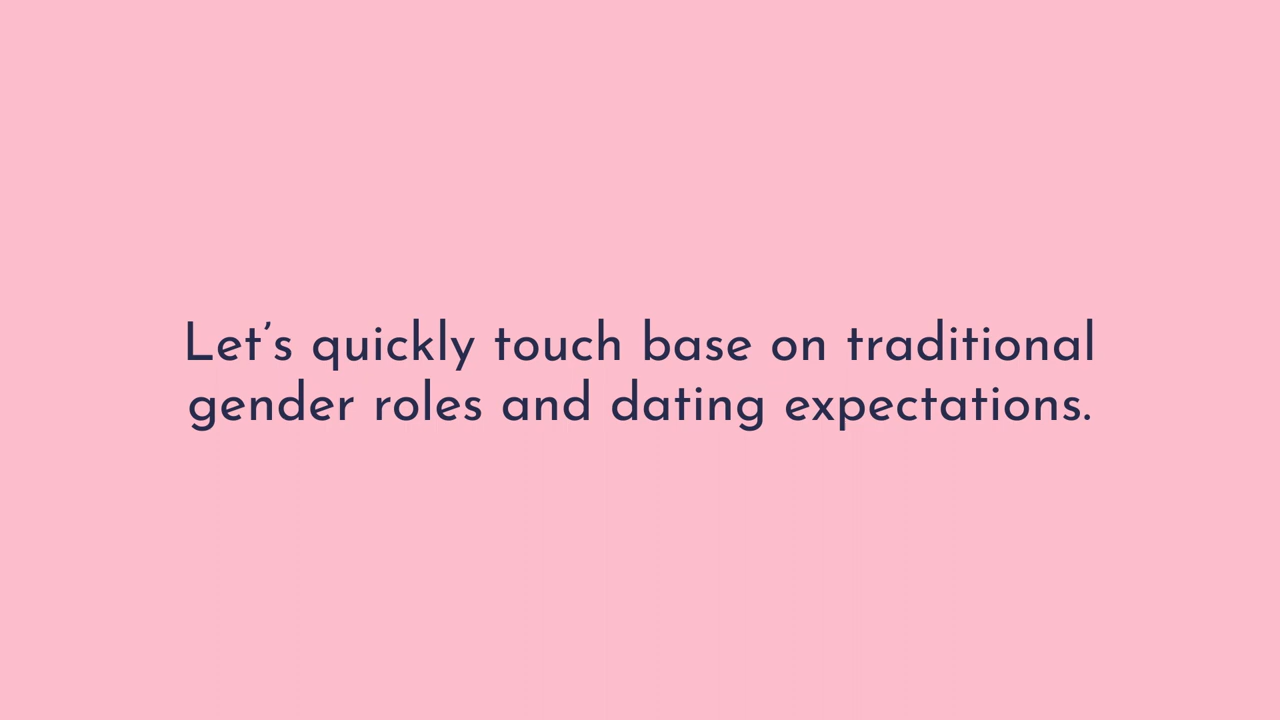 Let’s quickly touch base on traditional
gender roles and dating expectations.